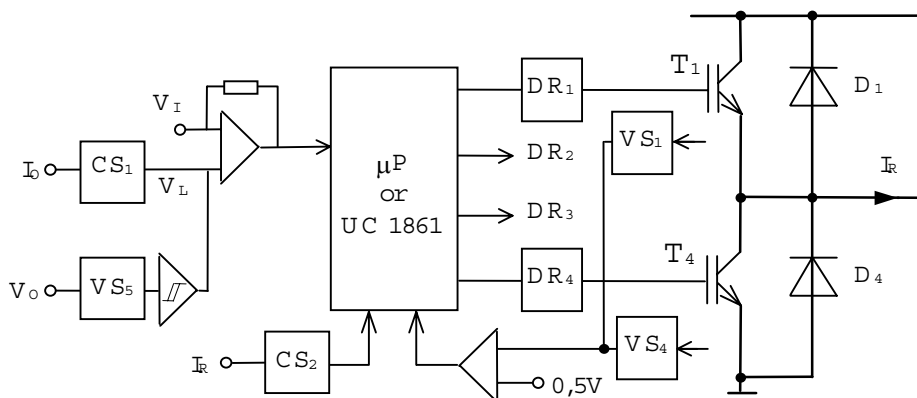 T1
D1
DR1
VI
VS1
IO
CS1
VL
μP
or
UC 1861
DR2
IR
DR3
T4
VO
VS5
DR4
D4
IR
CS2
VS4
0,5V